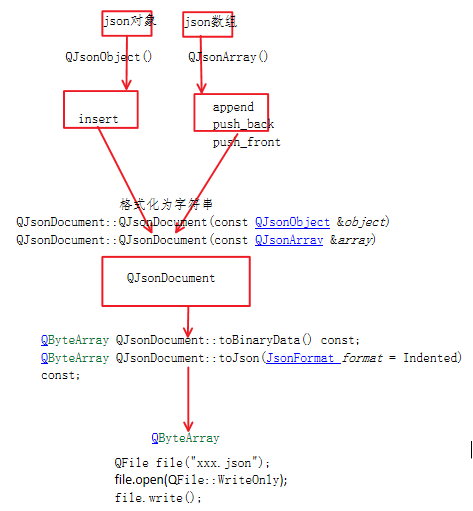 json对象 json数组
QJsonObject() QJsonArray()
insert append
push_back
push_front
格式化为字符串
QJsonDocument::QJsonDocument(const QJsonObject &object)
QJsonDocument::QJsonDocument(const QJsonArray &array)
QJsonDocument
QByteArray QJsonDocument::toBinaryData() const;
QByteArray QJsonDocument::toJson(JsonFormat format = Indented)
const;
QByteArray
QFile file("xxx.json");
file.open(QFile::WriteOnly);
file.write();